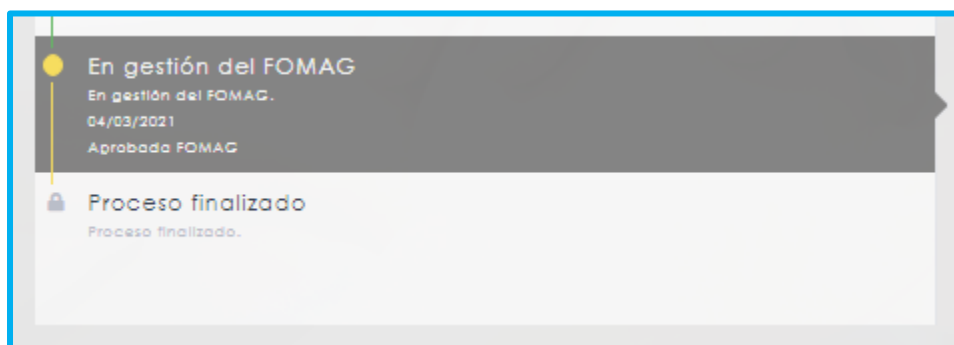 En gestión del FOMAG
En gestión del FOMAG.
04/03/2021
Aprobada FOMAG
Proceso finalizado
Proceso finalizado.